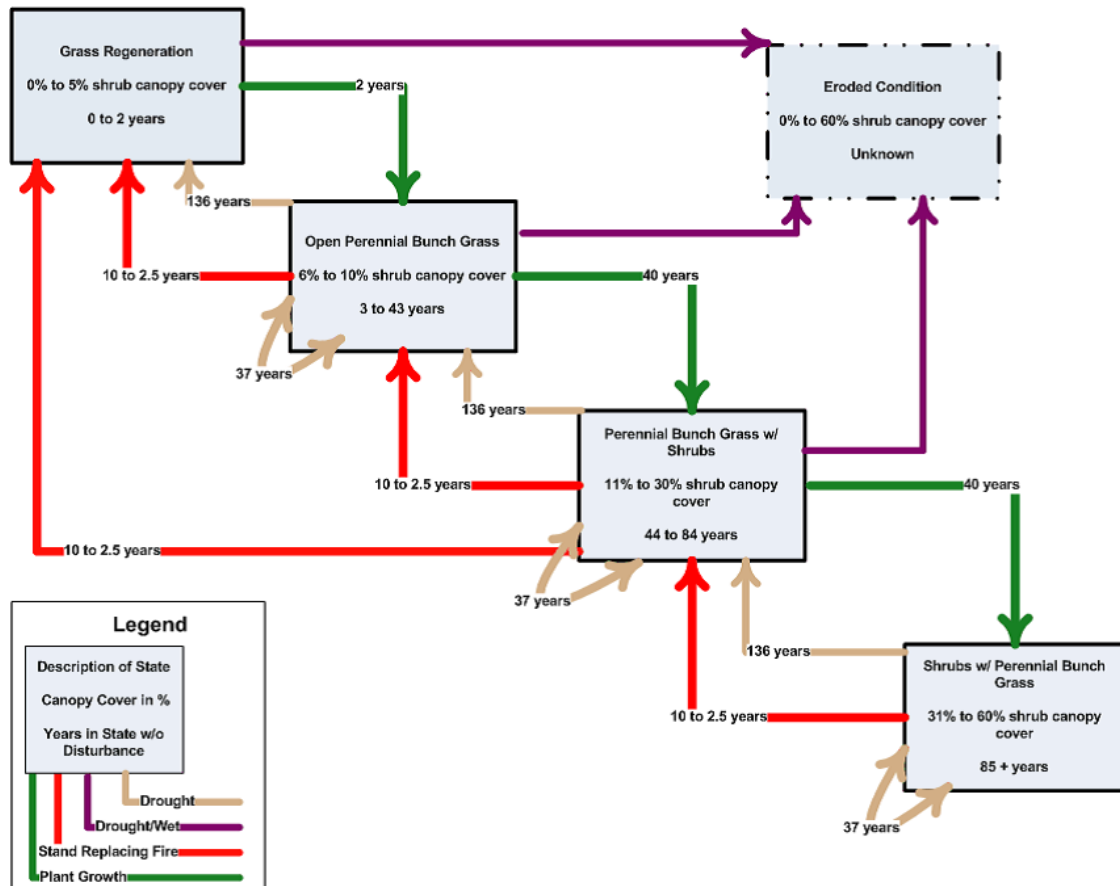 Grass Regeneration
0% to 5% shrub canopy cover
0 to 2 years
2 years
Eroded Condition
0% to 60% shrub canopy cover
Unknown
136 years
Open Perennial Bunch Grass
6% to 10% shrub canopy cover
3 to 43 years
10 to 2.5 years
40 years
37 years
136 years
Perennial Bunch Grass w/
Shrubs
11% to 30% shrub canopy
cover
44 to 84 years
10 to 2.5 years
40 years
10 to 2.5 years
37 years
136 years
Shrubs w/ Perennial Bunch
Grass
31% to 60% shrub canopy
cover
85 + years
10 to 2.5 years
37 years
Legend
Description of State
Canopy Cover in %
Years in State w/o
Disturbance
Drought
Drought/Wet
Stand Replacing Fire
Plant Growth